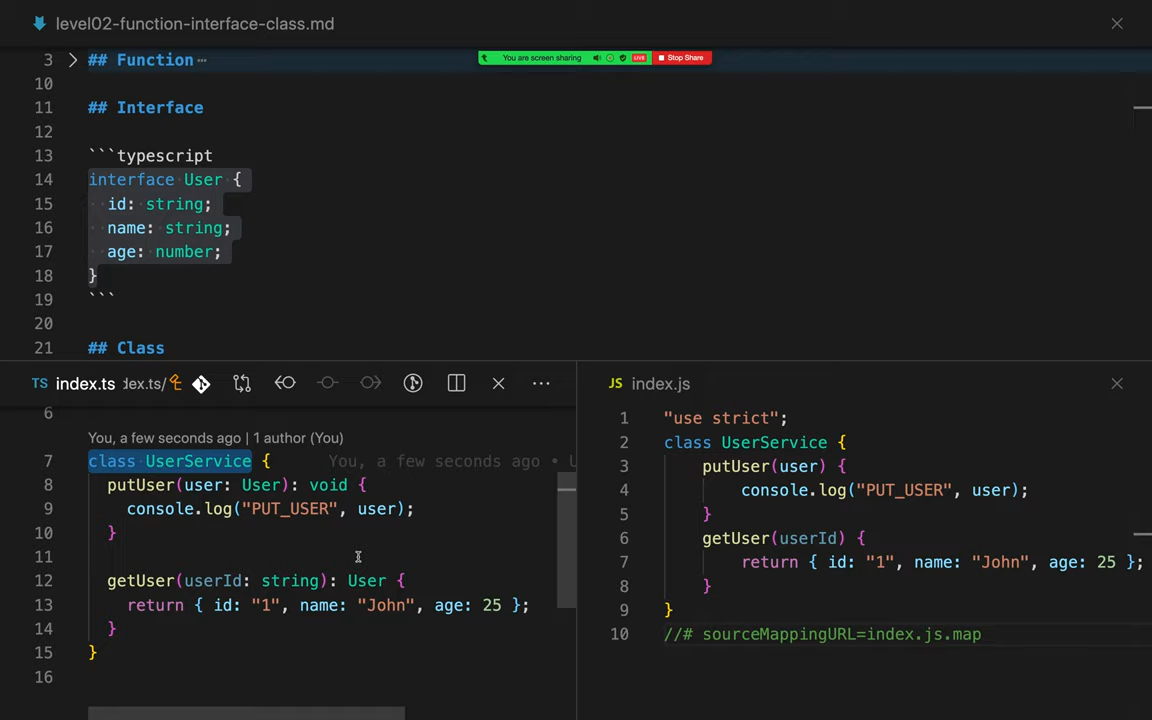 level02-function-interface-class.md
3 ## Function ⋯
You are screen sharing LIVE Stop Share
10
11 ## Interface
12
13 ```typescript
14 interface User {
15 id: string;
16 name: string;
17 age: number;
18 }
19 ```
20
21 ## Class
TS index.ts
6
You, a few seconds ago | 1 author (You)
7 class UserService { You, a few seconds ago •
8 putUser(user: User): void {
9 console.log("PUT_USER", user);
10 }
11
12 getUser(userId: string): User {
13 return { id: "1", name: "John", age: 25 };
14 }
15 }
16
JS index.js
1 "use strict";
2 class UserService {
3 putUser(user) {
4 console.log("PUT_USER", user);
5 }
6 getUser(userId) {
7 return { id: "1", name: "John", age: 25 };
8 }
9 }
10 //# sourceMappingURL=index.js.map